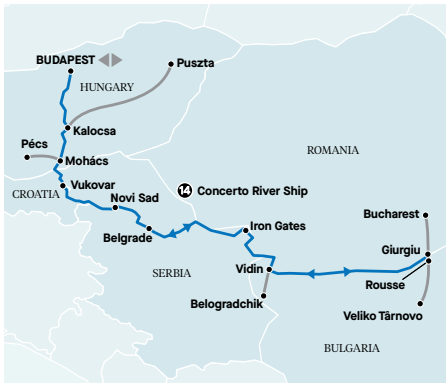 BUDAPEST
Puszta
HUNGARY
Kalocsa
Pécs
Mohács
ROMANIA
Vukovar
CROATIA
14 Concerto River Ship
Novi Sad
Bucharest
Iron Gates
Belgrade
Giurgiu
Vidin
SERBIA
Rousse
Belogradchik
Veliko Târnovo
BULGARIA